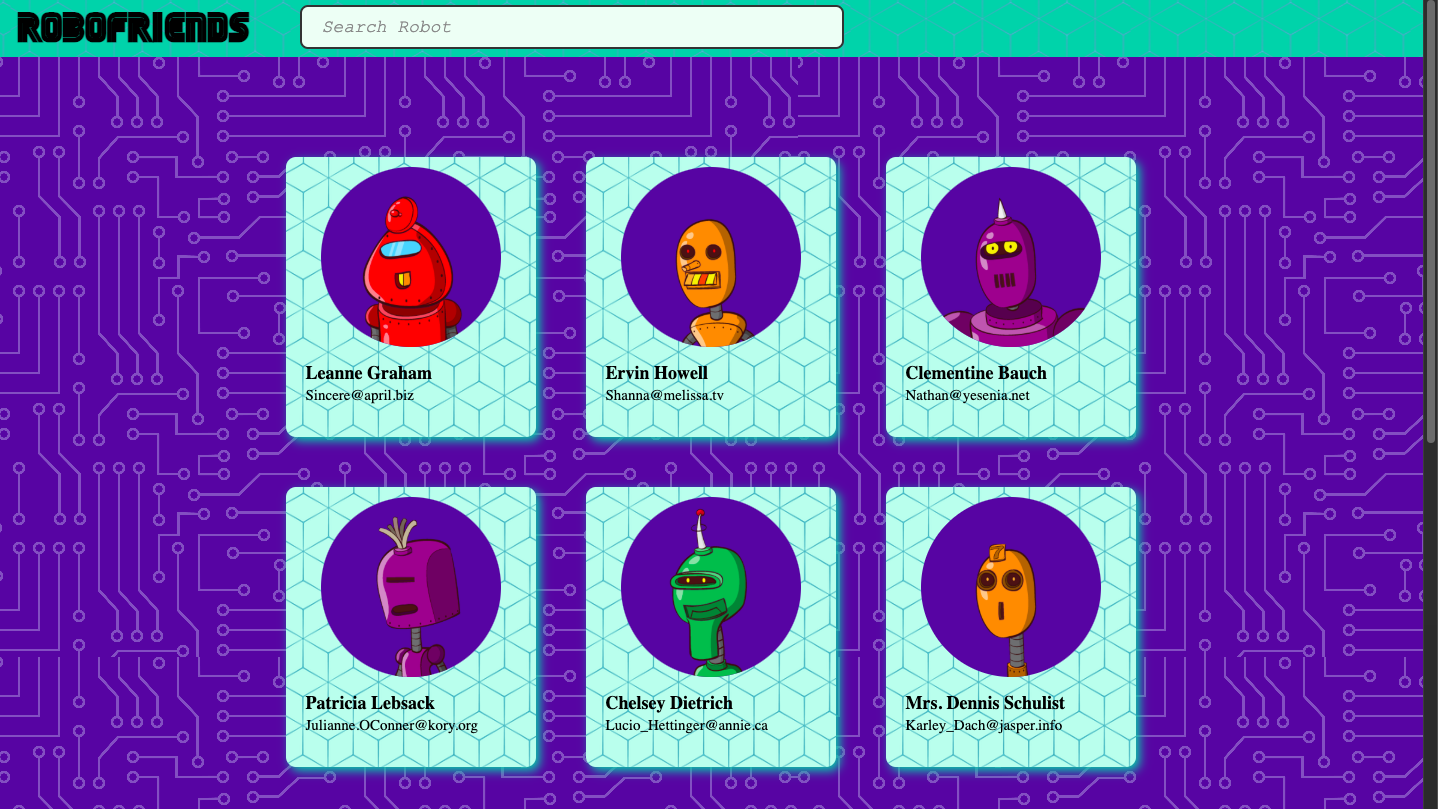 ROBOFRIENDS
Search Robot
Leanne Graham
Sincere@april.biz
Ervin Howell
Shanna@melissa.tv
Clementine Bauch
Nathan@yesenia.net
Patricia Lebsack
Julianne.OConner@kory.org
Chelsey Dietrich
Lucio_Hettinger@annie.ca
7
Mrs. Dennis Schulist
Karley_Dach@jasper.info